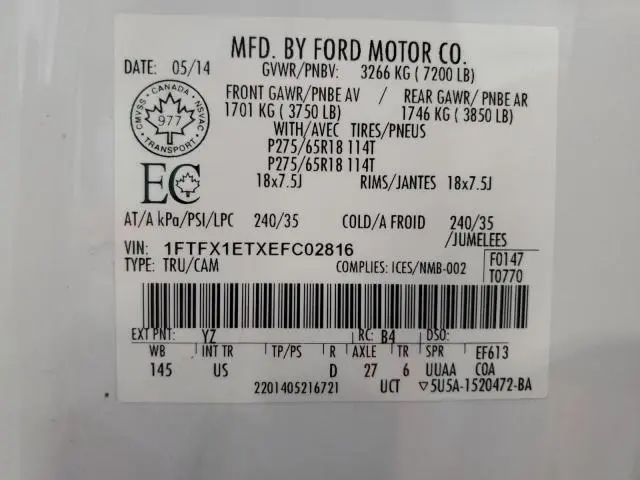 MFD. BY FORD MOTOR CO.
DATE: 05/14 GVWR/PNBV: 3266 KG ( 7200 LB)
FRONT GAWR/PNBE AV / REAR GAWR/ PNBE AR
1701 KG ( 3750 LB) 1746 KG ( 3850 LB)
WITH/AVEC TIRES/PNEUS
P275/65R18 114T
P275/65R18 114T
18x7.5J RIMS/JANTES 18x7.5J
CANADA
CMVSS NSVAC
977
TRANSPORT
EC
AT/A kPa/PSI/LPC 240/35 COLD/A FROID 240/35
/JUMELEES
VIN: 1FTFX1ETXEFC02816
TYPE: TRU/CAM COMPLIES: ICES/NMB-002
F0147
T0770
EXT PNT: YZ RC: B4 DSO:
WB INT TR TP/PS R AXLE TR SPR EF613
145 US D 27 6 UUAA COA
2201405216721 UCT ▽5U5A-1520472-BA